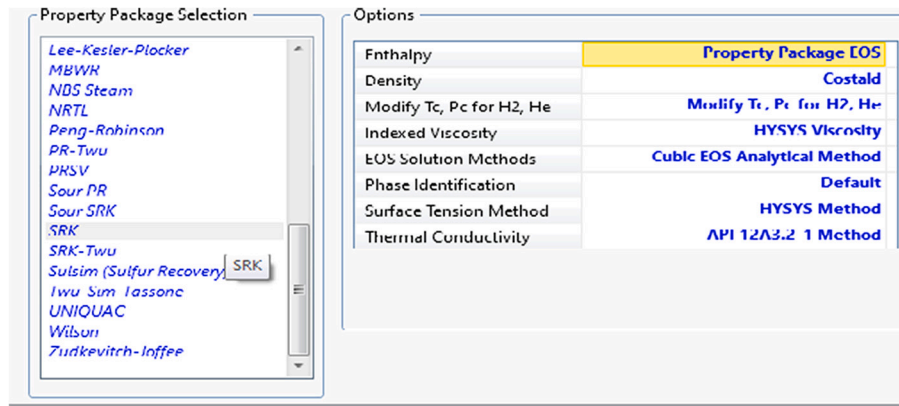 Property Package Selection
Lee-Kesler-Plocker
MBWR
NBS Steam
NRTL
Peng-Robinson
PR-Twu
PRSV
Sour PR
Sour SRK
SRK
SRK-Twu
Sulsim (Sulfur Recovery)
SRK
Twu-Sim-Tassone
UNIQUAC
Wilson
Zudkevitch-Joffee
Options
Enthalpy Property Package EOS
Density Costald
Modify Tc, Pc for H2, He Modify Tc, Pc for H2, He
Indexed Viscosity HYSYS Viscosity
EOS Solution Methods Cubic EOS Analytical Method
Phase Identification Default
Surface Tension Method HYSYS Method
Thermal Conductivity API 12A3.2-1 Method